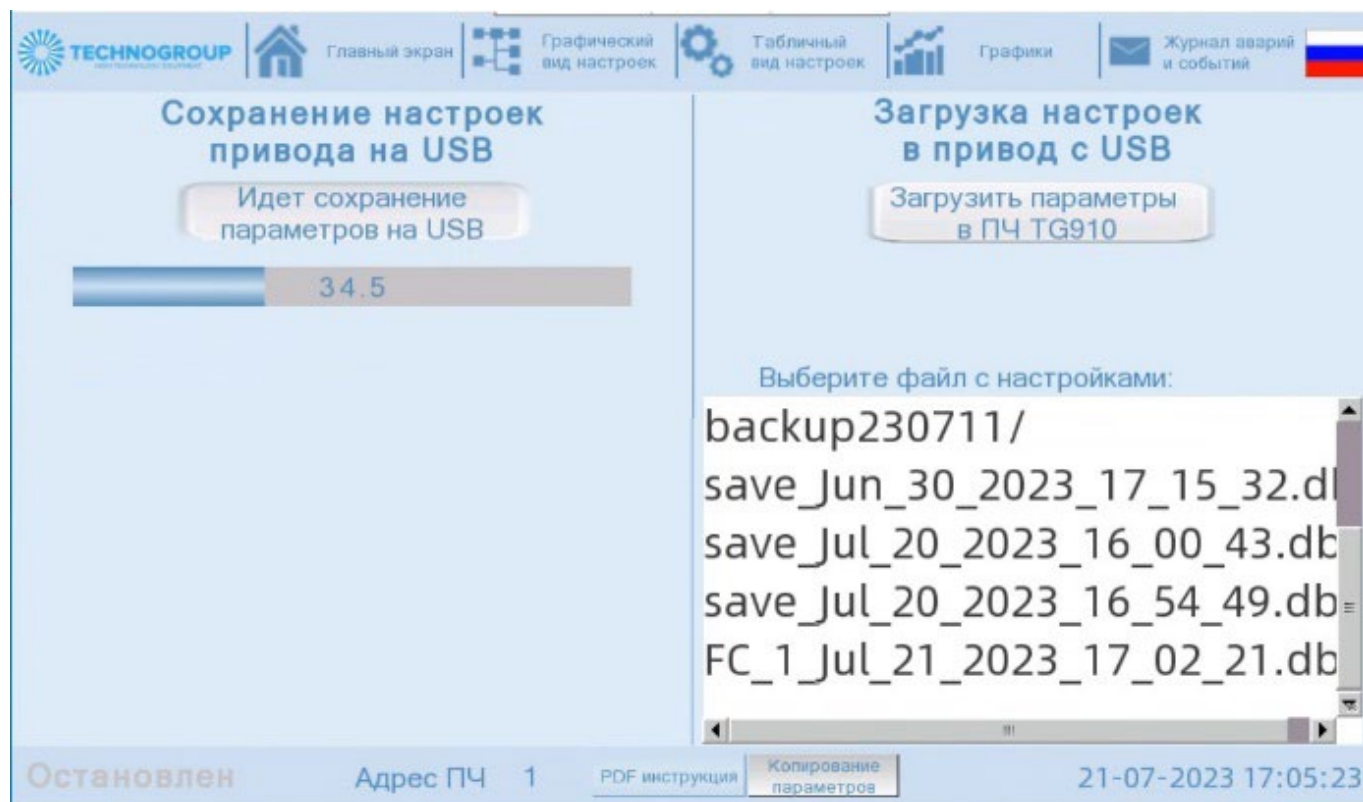 TECHNOGROUP
Главный экран
Графический
вид настроек
Табличный
вид настроек
Графики
Журнал аварий
и событий
Сохранение настроек
привода на USB
Идет сохранение
параметров на USB
34.5
Загрузка настроек
в привод с USB
Загрузить параметры
в ПЧ TG910
Выберите файл с настройками:
backup230711/
save_Jun_30_2023_17_15_32.d
save_Jul_20_2023_16_00_43.db
save_Jul_20_2023_16_54_49.db
FC_1_Jul_21_2023_17_02_21.db
Остановлен
Адрес ПЧ 1
PDF инструкция
Копирование
параметров
21-07-2023 17:05:23